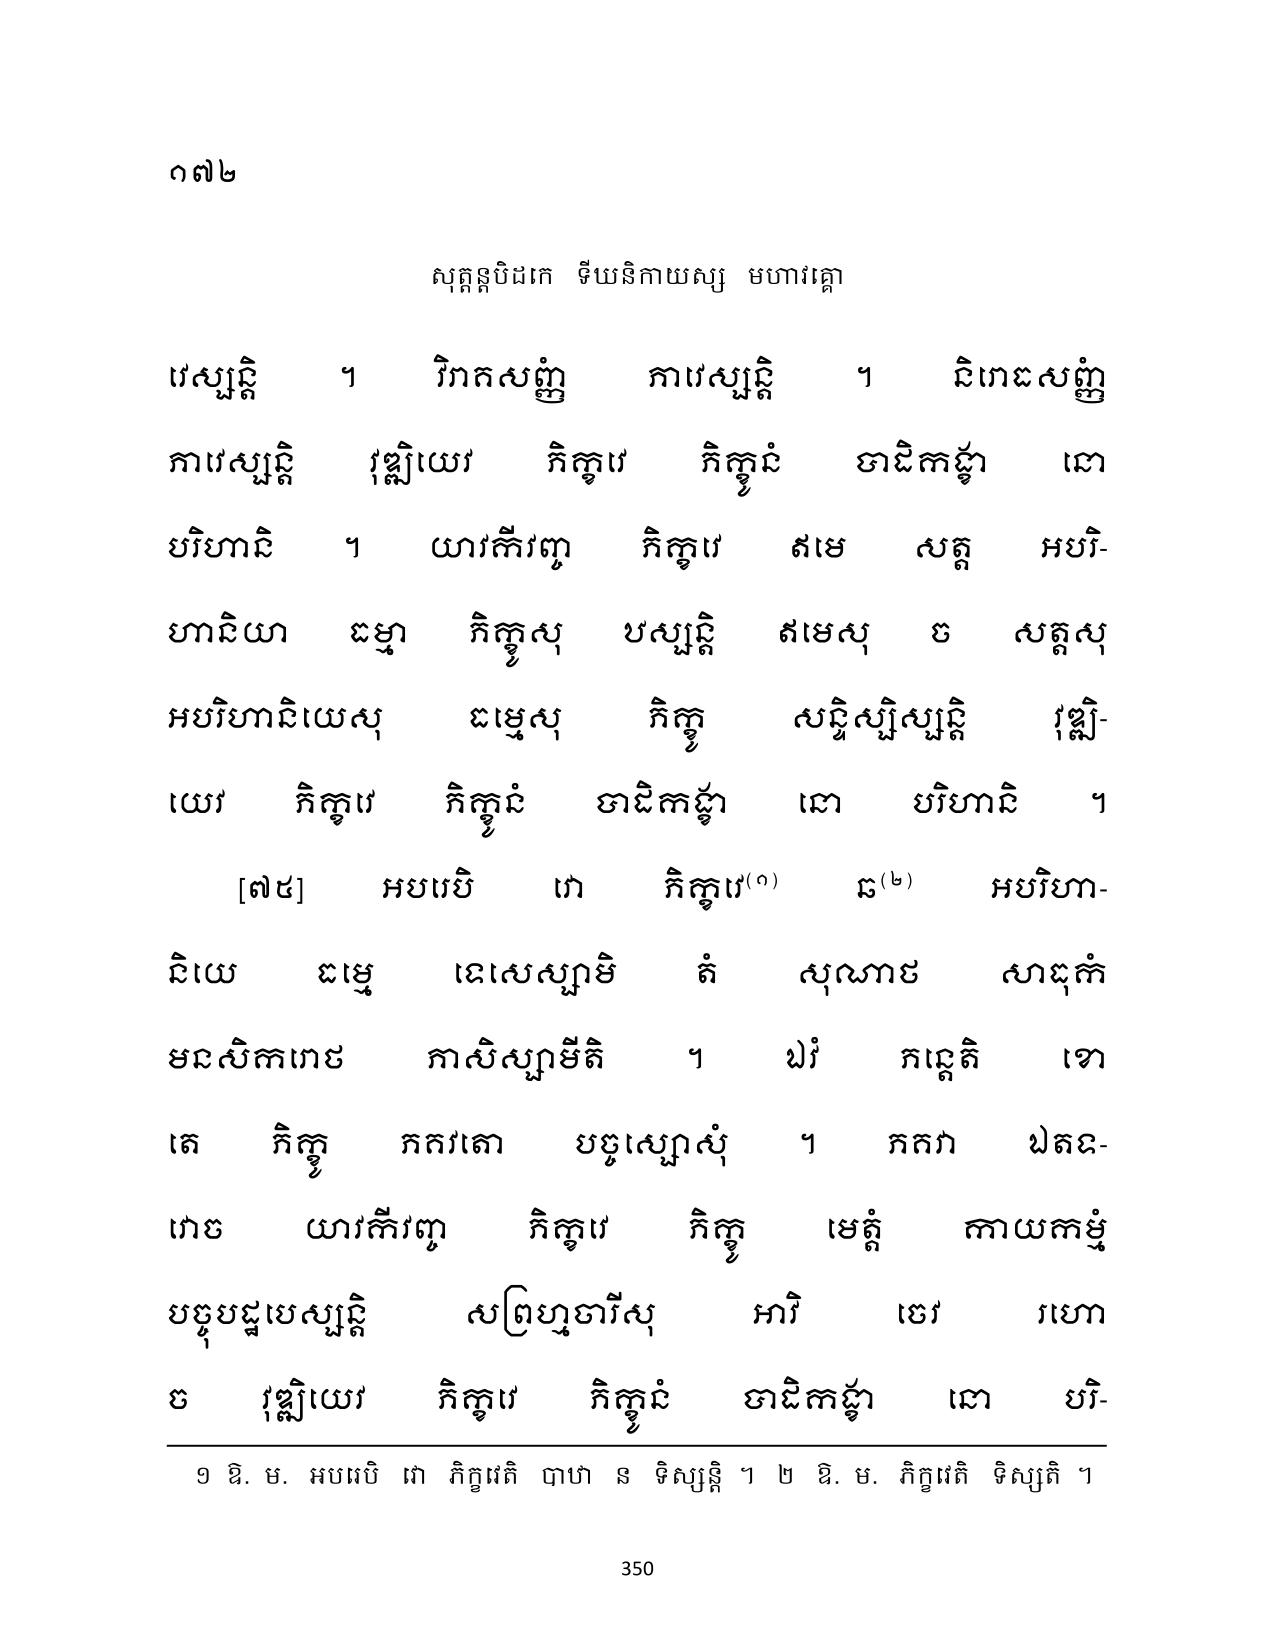 ១៧២
សុត្តន្តបិដកេ ទីឃនិកាយស្ស មហាវគ្គោ
វេស្សន្តិ ។ វិរាគសញ្ញំ ភាវេស្សន្តិ ។ និរោធសញ្ញំ
ភាវេស្សន្តិ វុឌ្ឍិយេវ ភិក្ខវេ ភិក្ខូនំ បាដិកង្ខា នោ
បរិហានិ ។ យាវកីវញ្ច ភិក្ខវេ ឥមេ សត្ត អបរិ-
ហានិយា ធម្មា ភិក្ខូសុ ឋស្សន្តិ ឥមេសុ ច សត្តសុ
អបរិហានិយេសុ ធម្មេសុ ភិក្ខូ សន្ទិស្សិស្សន្តិ វុឌ្ឍិ-
យេវ ភិក្ខវេ ភិក្ខូនំ បាដិកង្ខា នោ បរិហានិ ។
[៧៥] អបរេបិ វោ ភិក្ខវេ(១) ឆ(២) អបរិហា-
និយេ ធម្មេ ទេសេស្សាមិ តំ សុណាថ សាធុកំ
មនសិករោថ ភាសិស្សាមីតិ ។ ឯវំ ភន្តេតិ ខោ
តេ ភិក្ខូ ភគវតោ បច្ចស្សោសុំ ។ ភគវា ឯតទ-
វោច យាវកីវញ្ច ភិក្ខវេ ភិក្ខូ មេត្តំ កាយកម្មំ
បច្ចុបដ្ឋបេស្សន្តិ សព្រហ្មចារីសុ អាវិ ចេវ រហោ
ច វុឌ្ឍិយេវ ភិក្ខវេ ភិក្ខូនំ បាដិកង្ខា នោ បរិ-
១ ឱ. ម. អបរេបិ វោ ភិក្ខវេតិ បាឋា ន ទិស្សន្តិ ។ ២ ឱ. ម. ភិក្ខវេតិ ទិស្សតិ ។
350